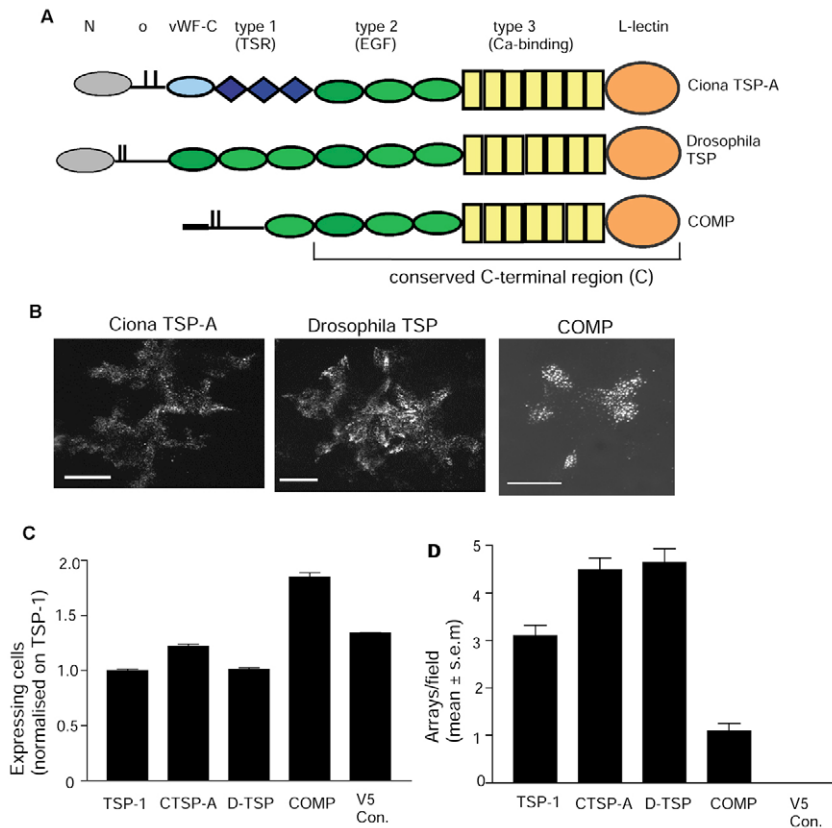 A
N o vWF-C type 1 type 2 type 3 L-lectin
(TSR) (EGF) (Ca-binding)
Ciona TSP-A
Drosophila
TSP
COMP
conserved C-terminal region (C)
B
Ciona TSP-A Drosophila TSP COMP
C
Expressing cells
(normalised on TSP-1)
2.0
1.5
1.0
0.5
0
TSP-1 CTSP-A D-TSP COMP V5
Con.
D
Arrays/field
(mean ± s.e.m)
5
4
3
2
1
0
TSP-1 CTSP-A D-TSP COMP V5
Con.